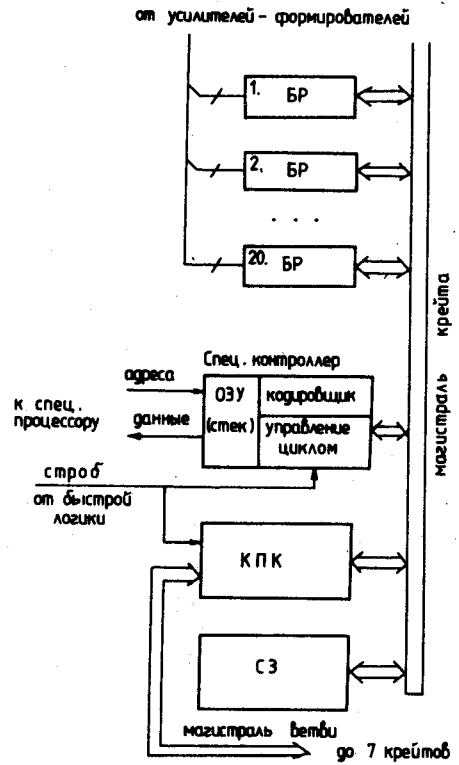 от усилителей - формирователей
1. БР
2. БР
. . .
20. БР
магистраль крейта
Спец. контроллер
адреса
ОЗУ
(стек)
кодировщик
к спец.
процессору
данные
управление
циклом
строб
от быстрой
логики
КПК
СЗ
магистраль ветви
до 7 крейтов